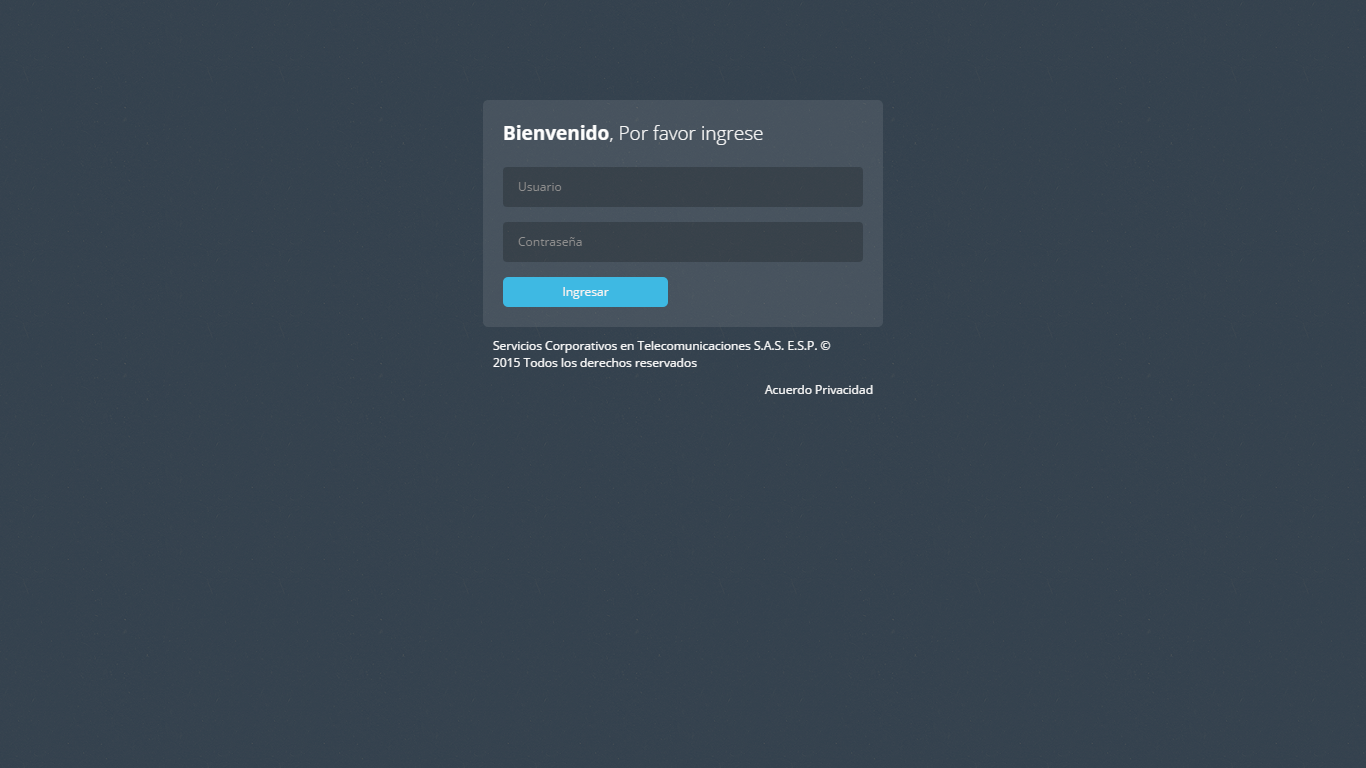 Bienvenido, Por favor ingrese
Usuario
Contraseña
Ingresar
Servicios Corporativos en Telecomunicaciones S.A.S. E.S.P. ©
2015 Todos los derechos reservados
Acuerdo Privacidad